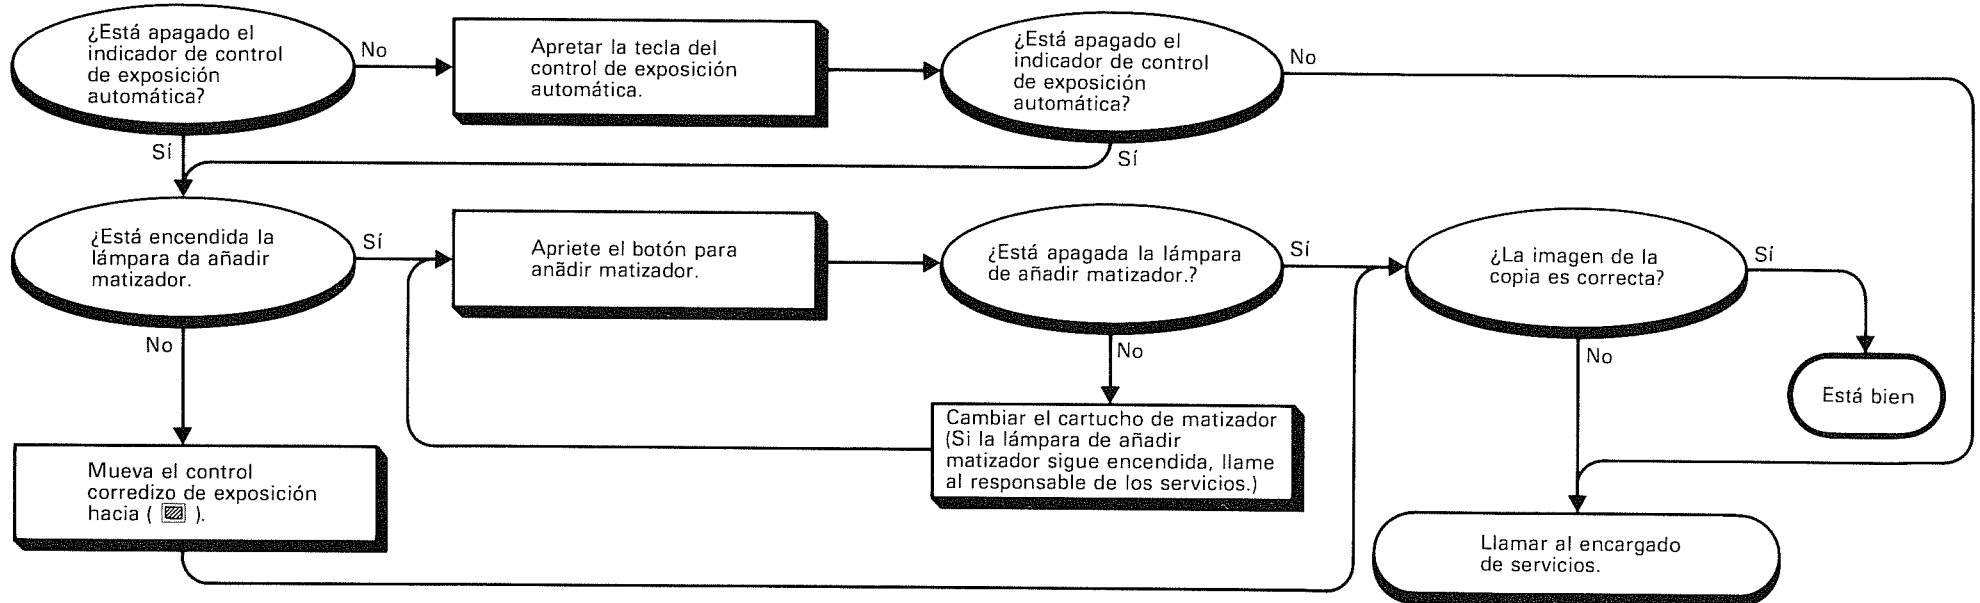 ¿Está apagado el
indicador de control
de exposición
automática?
No
Apretar la tecla del
control de exposición
automática.
¿Está apagado el
indicador de control
de exposición
automática?
No
Sí
Sí
¿Está encendida la
lámpara da añadir
matizador.
Sí
Apriete el botón para
anãdir matizador.
¿Está apagada la lámpara
de añadir matizador.?
Sí
¿La imagen de la
copia es correcta?
Sí
No
No
No
Está bien
Cambiar el cartucho de matizador
(Si la lámpara de añadir
matizador sigue encendida, llame
al responsable de los servicios.)
Mueva el control
corredizo de exposición
hacia ( ).
Llamar al encargado
de servicios.